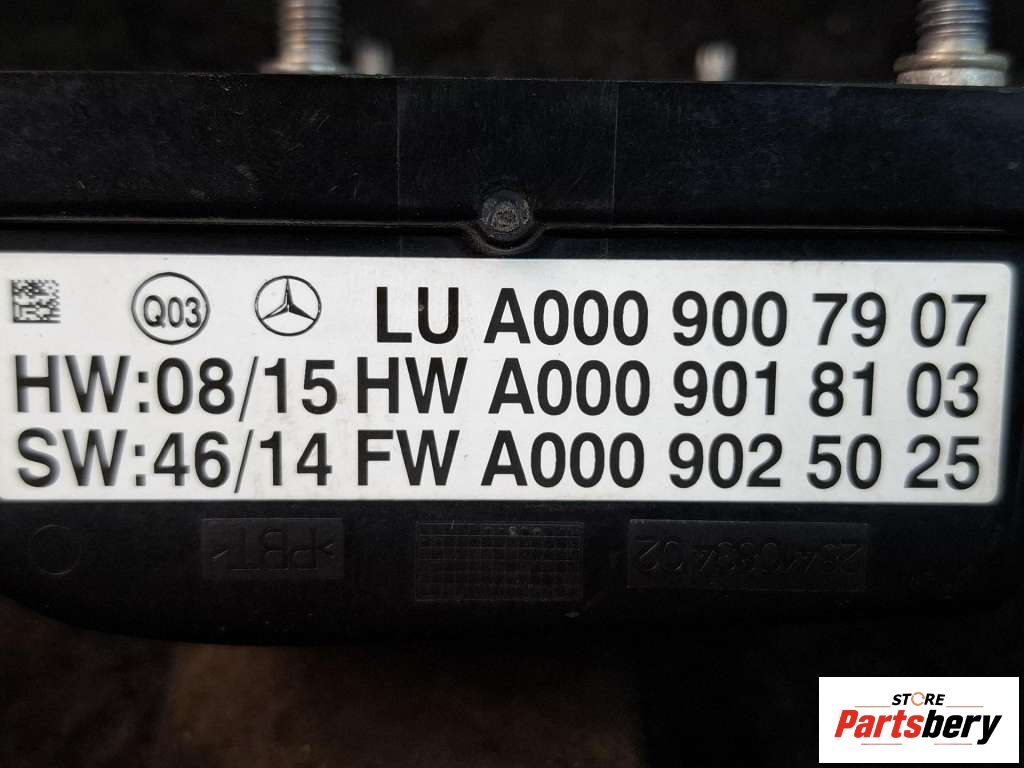 Q03 LU A000 900 79 07
HW:08/15 HW A000 901 81 03
SW:46/14 FW A000 902 50 25
>PBT<
STORE
Partsbery